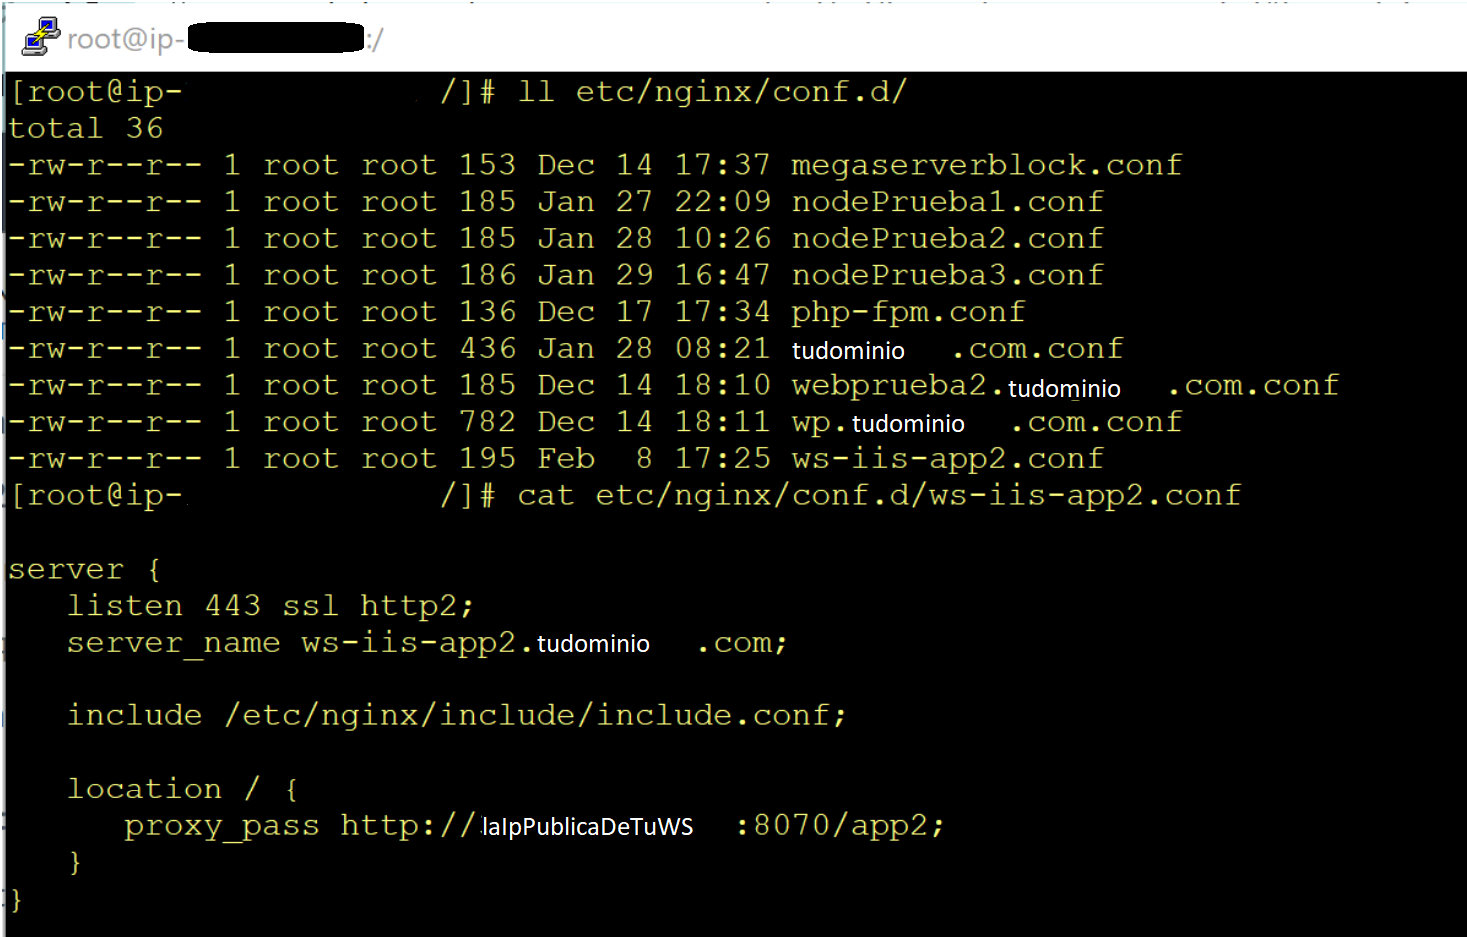 root@ip- :/
[root@ip- /]# ll etc/nginx/conf.d/
total 36
-rw-r--r-- 1 root root 153 Dec 14 17:37 megaserverblock.conf
-rw-r--r-- 1 root root 185 Jan 27 22:09 nodePrueba1.conf
-rw-r--r-- 1 root root 185 Jan 28 10:26 nodePrueba2.conf
-rw-r--r-- 1 root root 186 Jan 29 16:47 nodePrueba3.conf
-rw-r--r-- 1 root root 136 Dec 17 17:34 php-fpm.conf
-rw-r--r-- 1 root root 436 Jan 28 08:21 tudominio .com.conf
-rw-r--r-- 1 root root 185 Dec 14 18:10 webprueba2.tudominio .com.conf
-rw-r--r-- 1 root root 782 Dec 14 18:11 wp.tudominio .com.conf
-rw-r--r-- 1 root root 195 Feb  8 17:25 ws-iis-app2.conf
[root@ip- /]# cat etc/nginx/conf.d/ws-iis-app2.conf
server {
listen 443 ssl http2;
server_name ws-iis-app2.tudominio .com;
include /etc/nginx/include/include.conf;
location / {
proxy_pass http://laIpPublicaDeTuWS :8070/app2;
}
}